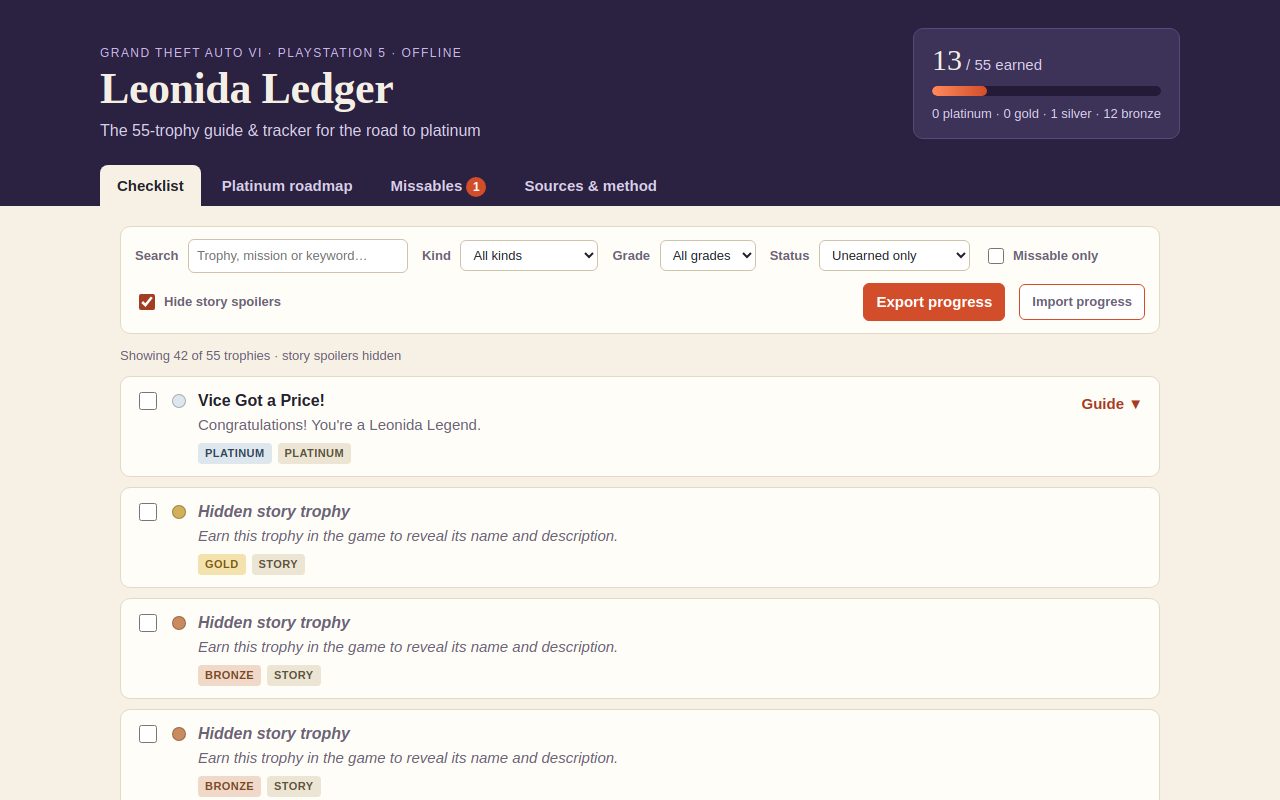 GRAND THEFT AUTO VI · PLAYSTATION 5 · OFFLINE
Leonida Ledger
The 55-trophy guide & tracker for the road to platinum
13 / 55 earned
0 platinum · 0 gold · 1 silver · 12 bronze
Checklist Platinum roadmap Missables 1 Sources & method
Search Trophy, mission or keyword… Kind All kinds Grade All grades Status Unearned only Missable only
Hide story spoilers Export progress Import progress
Showing 42 of 55 trophies · story spoilers hidden
Vice Got a Price! Guide ▼
Congratulations! You're a Leonida Legend.
PLATINUM PLATINUM
Hidden story trophy
Earn this trophy in the game to reveal its name and description.
GOLD STORY
Hidden story trophy
Earn this trophy in the game to reveal its name and description.
BRONZE STORY
Hidden story trophy
Earn this trophy in the game to reveal its name and description.
BRONZE STORY